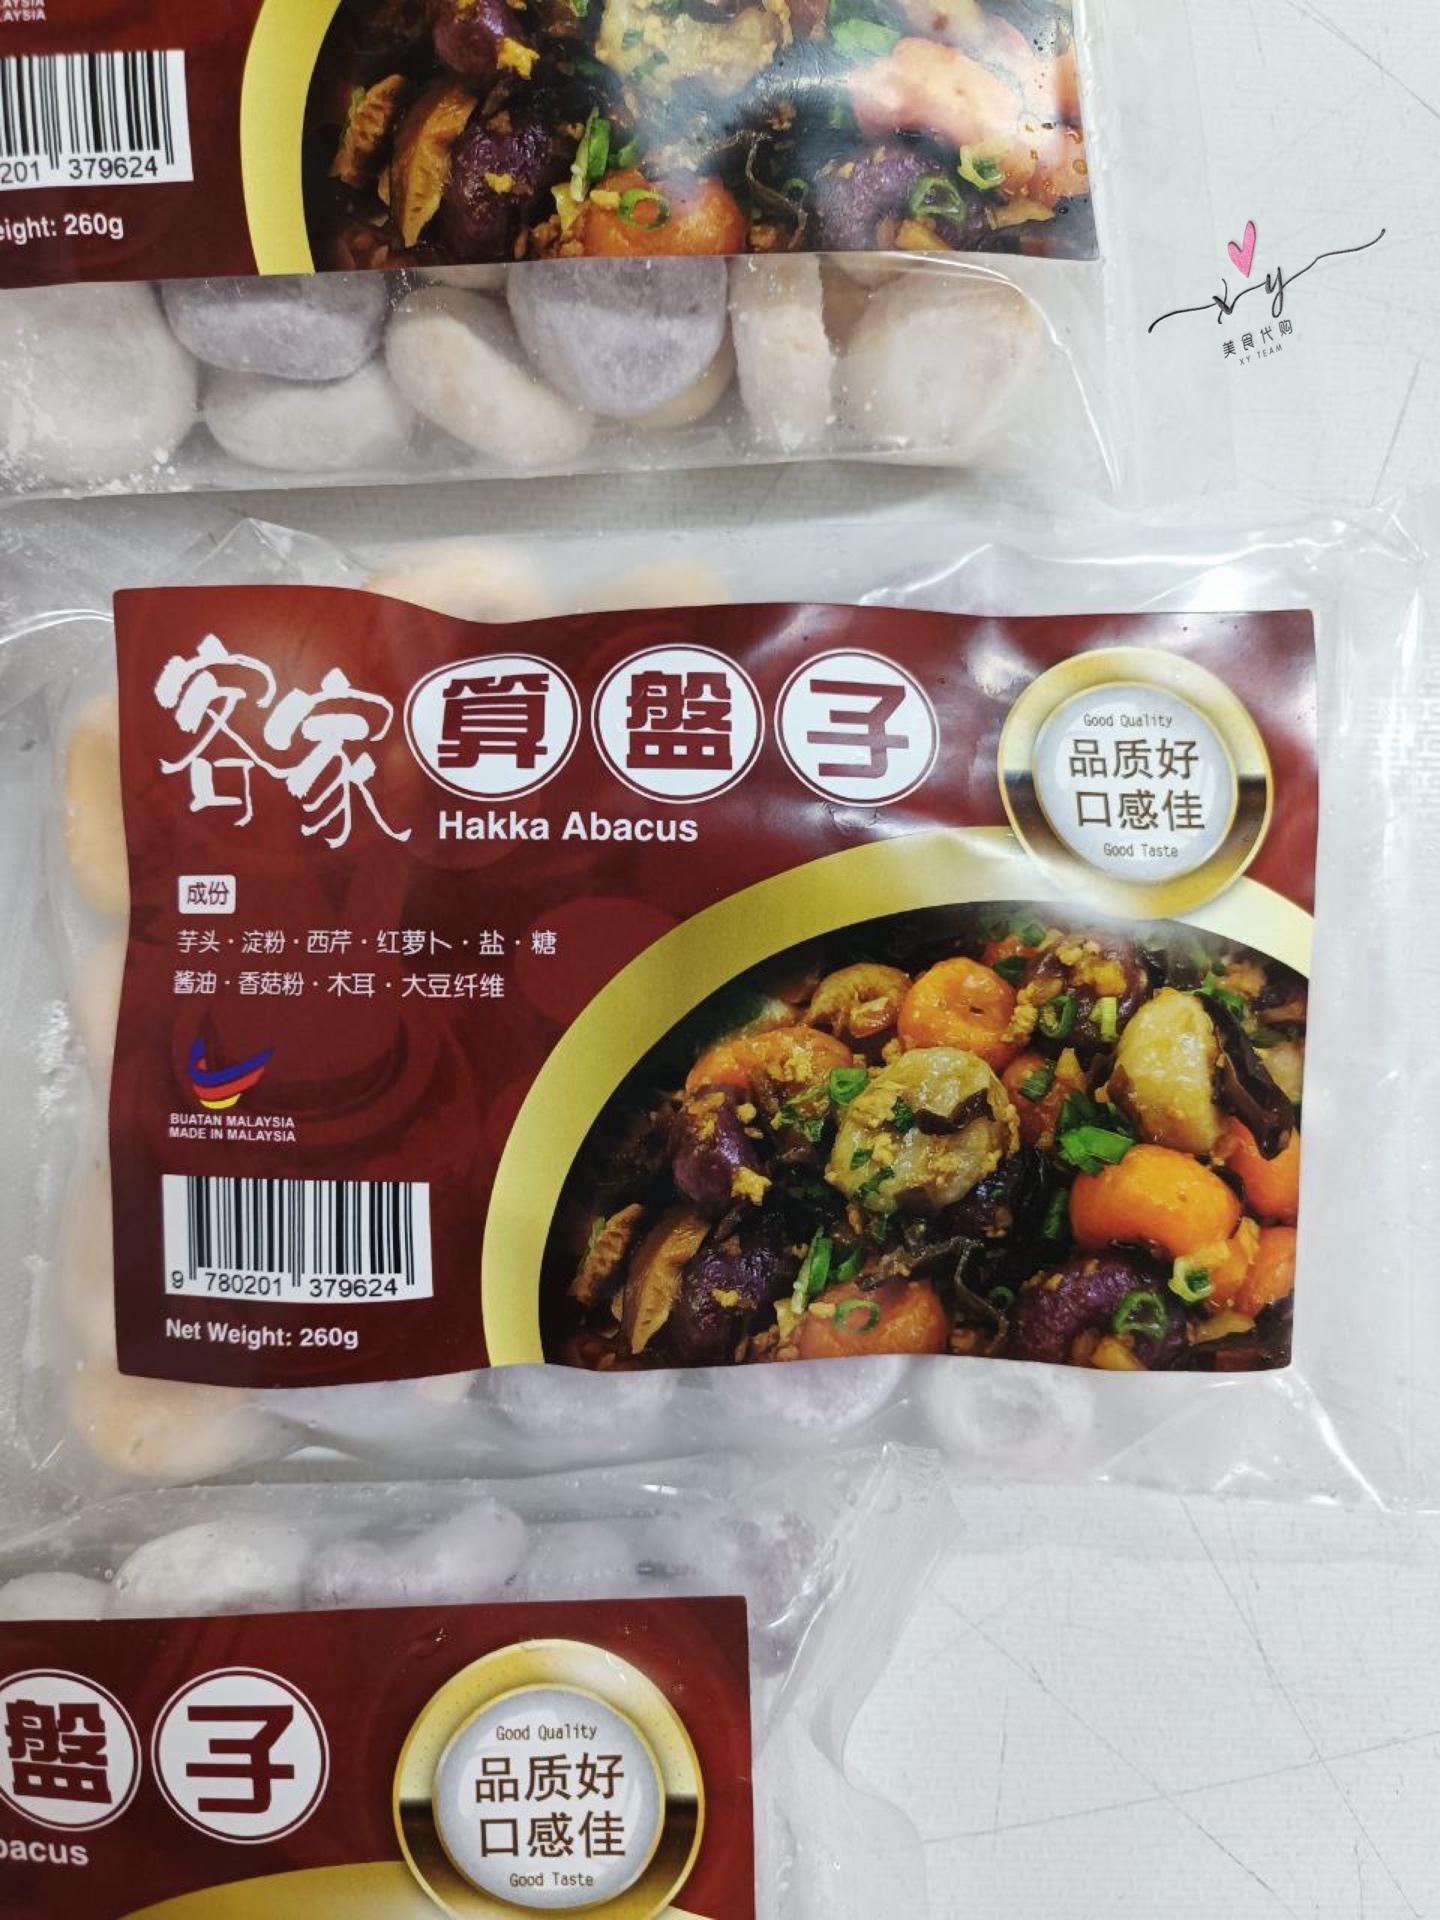 AYSIA
LAYSIA
201 379624
eight: 260g
xy
美食代购
XY TEAM
客家算盤子
Hakka Abacus
Good Quality
品质好
口感佳
Good Taste
成份
芋头·淀粉·西芹·红萝卜·盐·糖
酱油·香菇粉·木耳·大豆纤维
BUATAN MALAYSIA
MADE IN MALAYSIA
9 780201 379624
Net Weight: 260g
盤子
bacus
Good Quality
品质好
口感佳
Good Taste